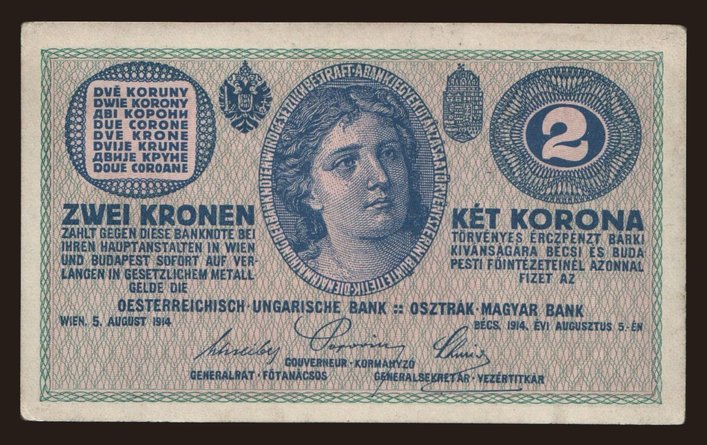 DVĚ KORUNY
DWIE KORONY
ДВІ КОРОНИ
DUE CORONE
DVE KRONE
DVIJE KRUNE
ДВИЈЕ КРУНЕ
DOUE COROANE
2
ZWEI KRONEN
ZAHLT GEGEN DIESE BANKNOTE BEI
IHREN HAUPTANSTALTEN IN WIEN
UND BUDAPEST SOFORT AUF VER-
LANGEN IN GESETZLICHEM METALL
GELDE DIE
KÉT KORONA
TÖRVÉNYES ÉRCZPÉNZT BÁRKI
KIVÁNSÁGÁRA BÉCSI ÉS BUDA
PESTI FŐINTÉZETEINÉL AZONNAL
FIZET AZ
OESTERREICHISCH-UNGARISCHE BANK :: OSZTRÁK-MAGYAR BANK
WIEN, 5. AUGUST 1914
BÉCS, 1914. ÉVI AUGUSZTUS 5.-ÉN
GOUVERNEUR · KORMÁNYZÓ
GENERALRAT · FŐTANÁCSOS
GENERALSEKRETÄR · VEZÉRTITKÁR